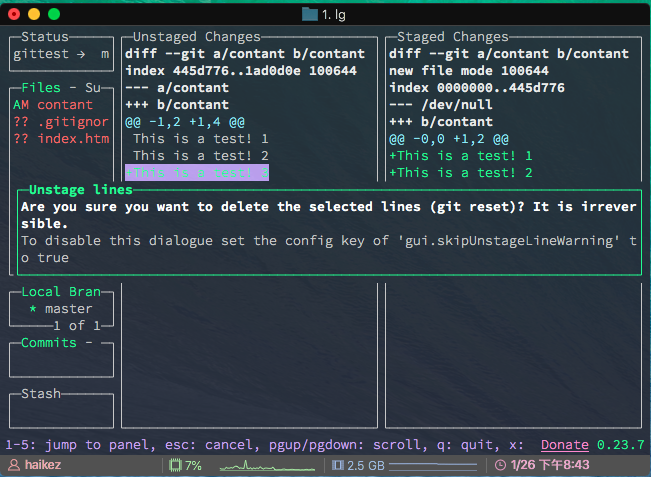 1. lg
Status
gittest → m
Files - Su
AM contant
?? .gitignor
?? index.htm
Unstaged Changes
diff --git a/contant b/contant
index 445d776..1ad0d0e 100644
--- a/contant
+++ b/contant
@@ -1,2 +1,4 @@
This is a test! 1
This is a test! 2
+This is a test! 3
Staged Changes
diff --git a/contant b/contant
new file mode 100644
index 0000000..445d776
--- /dev/null
+++ b/contant
@@ -0,0 +1,2 @@
+This is a test! 1
+This is a test! 2
Unstage lines
Are you sure you want to delete the selected lines (git reset)? It is irrever
sible.
To disable this dialogue set the config key of 'gui.skipUnstageLineWarning' t
o true
Local Bran
* master
1 of 1
Commits -
Stash
1-5: jump to panel, esc: cancel, pgup/pgdown: scroll, q: quit, x: Donate 0.23.7
haikez 7% 2.5 GB 1/26 下午8:43